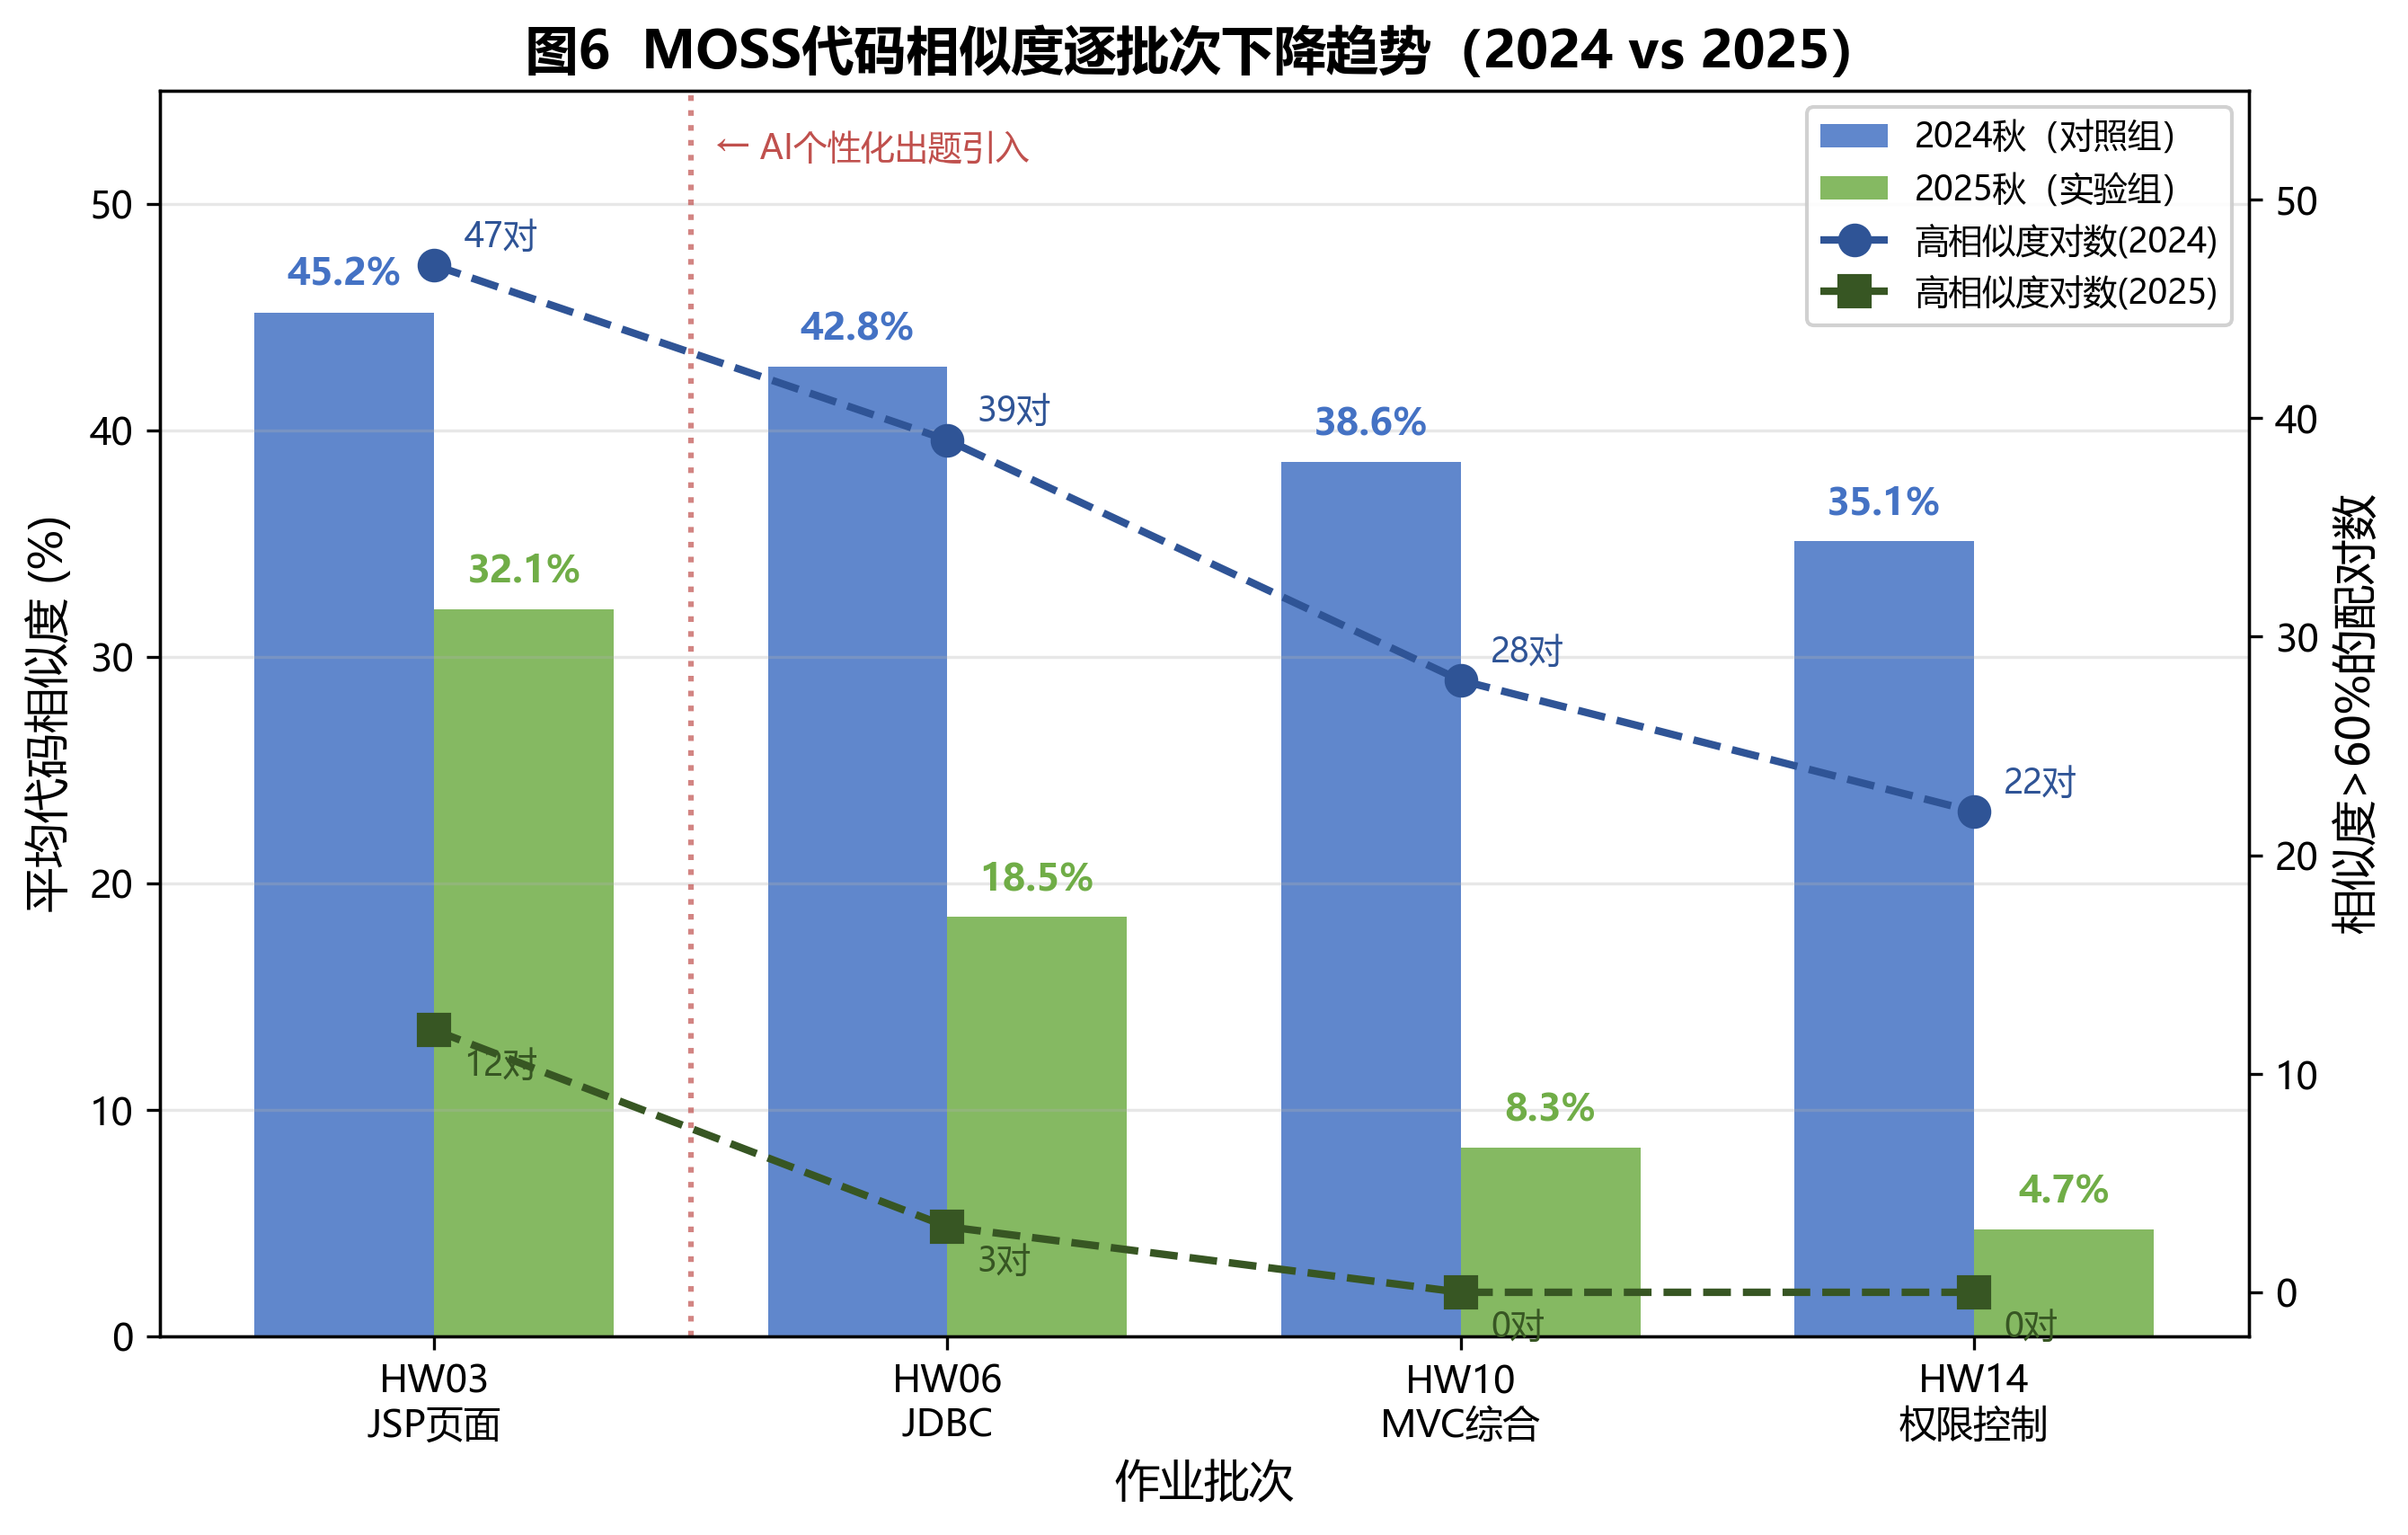 图6 MOSS代码相似度逐批次下降趋势（2024 vs 2025）
← AI个性化出题引入
2024秋（对照组）
2025秋（实验组）
高相似度对数(2024)
高相似度对数(2025)
平均代码相似度 (%)
50
40
30
20
10
0
45.2%
47对
32.1%
12对
42.8%
39对
18.5%
3对
38.6%
28对
8.3%
0对
35.1%
22对
4.7%
0对
50
40
30
20
10
0
相似度>60%的配对数
HW03
JSP页面
HW06
JDBC
HW10
MVC综合
HW14
权限控制
作业批次